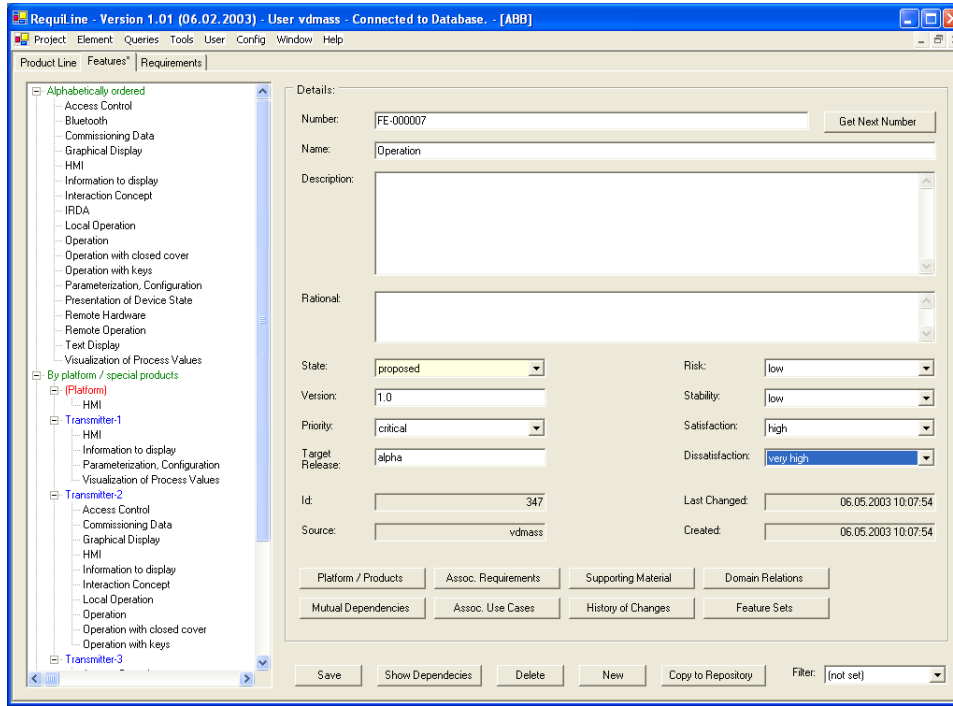 RequiLine - Version 1.01 (06.02.2003) - User vdmass - Connected to Database. - [ABB]
Project Element Queries Tools User Config Window Help
Product Line Features* Requirements
Alphabetically ordered
Access Control
Bluetooth
Commissioning Data
Graphical Display
HMI
Information to display
Interaction Concept
IRDA
Local Operation
Operation
Operation with closed cover
Operation with keys
Parameterization, Configuration
Presentation of Device State
Remote Hardware
Remote Operation
Text Display
Visualization of Process Values
By platform / special products
(Platform)
HMI
Transmitter-1
HMI
Information to display
Parameterization, Configuration
Visualization of Process Values
Transmitter-2
Access Control
Commissioning Data
Graphical Display
HMI
Information to display
Interaction Concept
Local Operation
Operation
Operation with closed cover
Operation with keys
Transmitter-3
Details:
Number: FE-000007 Get Next Number
Name: Operation
Description:
Rational:
State: proposed Risk: low
Version: 1.0 Stability: low
Priority: critical Satisfaction: high
Target
Release: alpha Dissatisfaction: very high
Id: 347 Last Changed: 06.05.2003 10:07:54
Source: vdmass Created: 06.05.2003 10:07:54
Platform / Products Assoc. Requirements Supporting Material Domain Relations
Mutual Dependencies Assoc. Use Cases History of Changes Feature Sets
Save Show Dependecies Delete New Copy to Repository Filter: (not set)